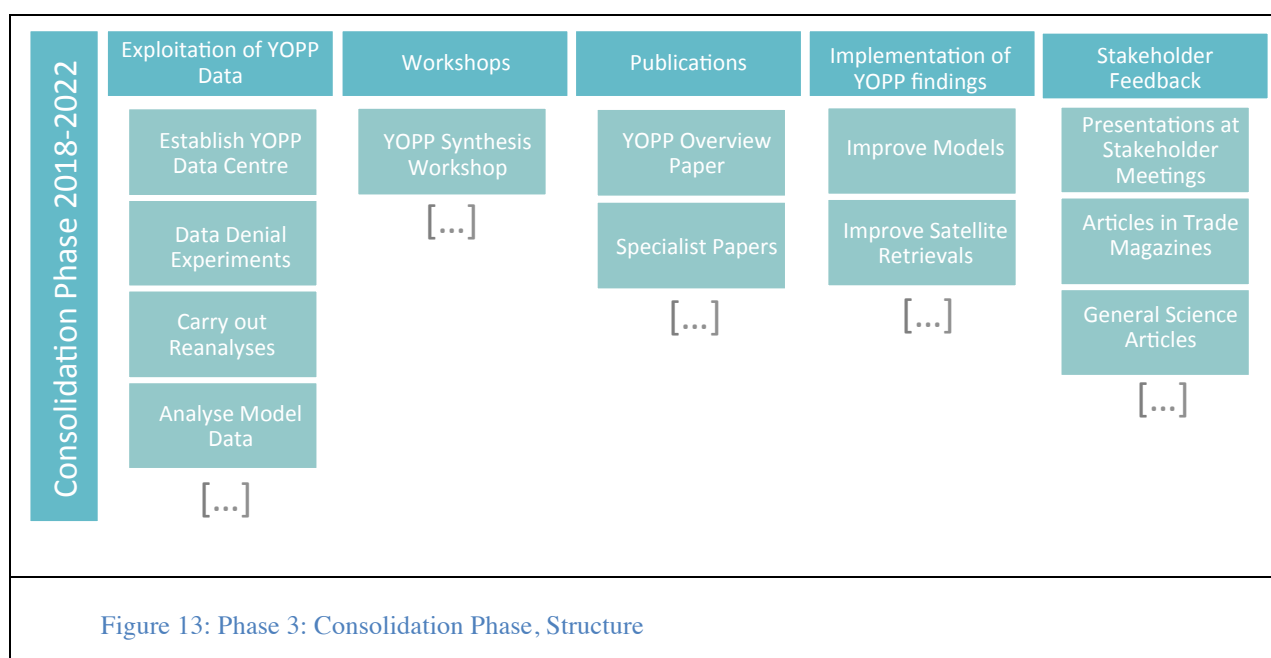 Consolidation Phase 2018-2022
Exploitation of YOPP
Data
Establish YOPP
Data Centre
Data Denial
Experiments
Carry out
Reanalyses
Analyse Model
Data
[...]
Workshops
YOPP Synthesis
Workshop
[...]
Publications
YOPP Overview
Paper
Specialist Papers
[...]
Implementation of
YOPP findings
Improve Models
Improve Satellite
Retrievals
[...]
Stakeholder
Feedback
Presentations at
Stakeholder
Meetings
Articles in Trade
Magazines
General Science
Articles
[...]
Figure 13: Phase 3: Consolidation Phase, Structure